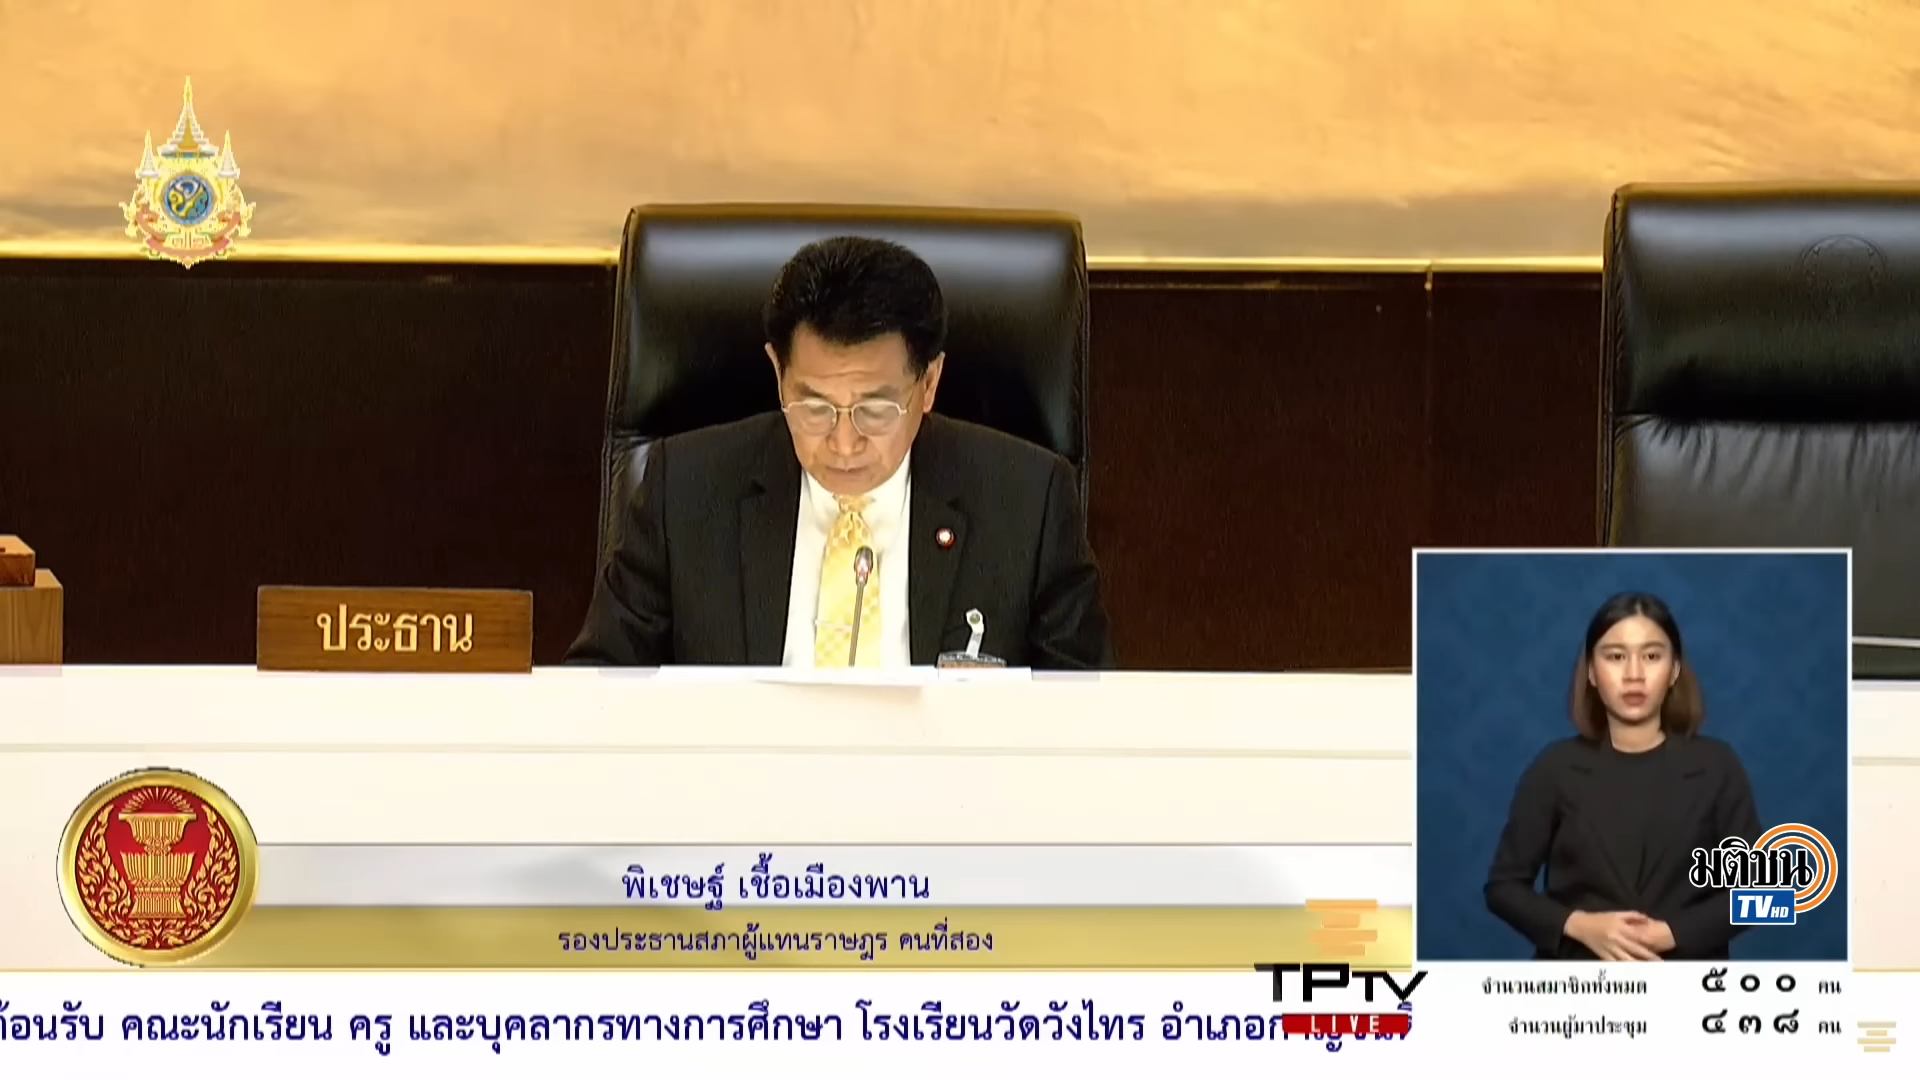 ประธาน
พิเชษฐ์ เชื้อเมืองพาน
รองประธานสภาผู้แทนราษฎร คนที่สอง
มติชน
TV HD
TPTV
LIVE
จำนวนสมาชิกทั้งหมด ๕๐๐ คน
จำนวนผู้มาประชุม ๔๓๘ คน
้อนรับ คณะนักเรียน ครู และบุคลากรทางการศึกษา โรงเรียนวัดวังไทร